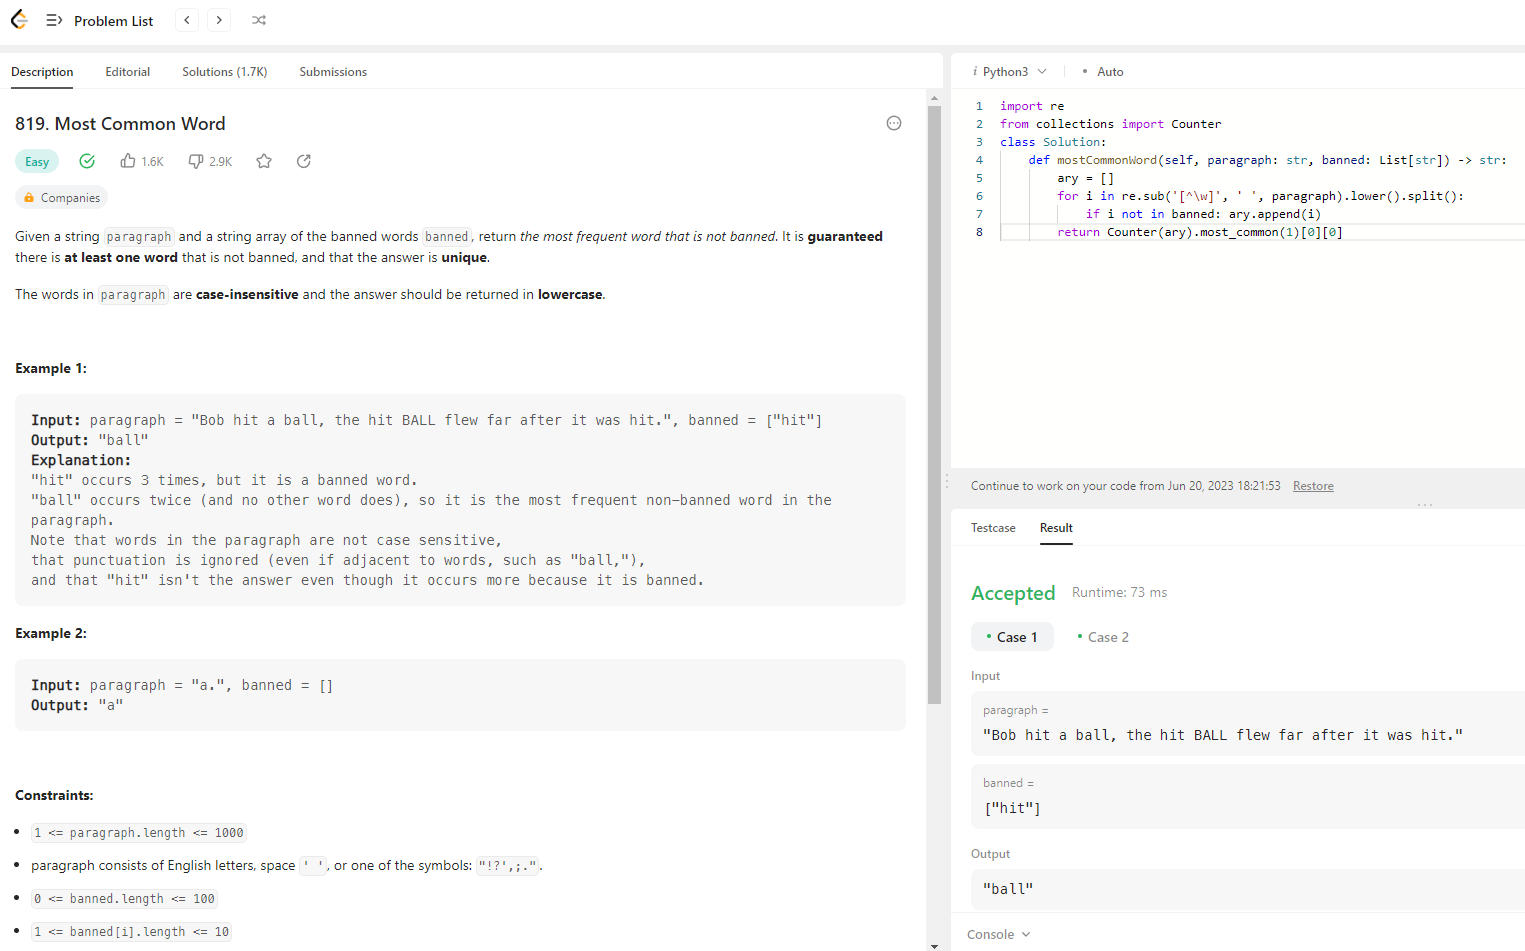 Problem List
Description Editorial Solutions (1.7K) Submissions
819. Most Common Word
Easy 1.6K 2.9K
Companies
Given a string paragraph and a string array of the banned words banned, return the most frequent word that is not banned. It is guaranteed
there is at least one word that is not banned, and that the answer is unique.
The words in paragraph are case-insensitive and the answer should be returned in lowercase.
Example 1:
Input: paragraph = "Bob hit a ball, the hit BALL flew far after it was hit.", banned = ["hit"]
Output: "ball"
Explanation:
"hit" occurs 3 times, but it is a banned word.
"ball" occurs twice (and no other word does), so it is the most frequent non-banned word in the
paragraph.
Note that words in the paragraph are not case sensitive,
that punctuation is ignored (even if adjacent to words, such as "ball,"),
and that "hit" isn't the answer even though it occurs more because it is banned.
Example 2:
Input: paragraph = "a.", banned = []
Output: "a"
Constraints:
• 1 <= paragraph.length <= 1000
• paragraph consists of English letters, space ' ', or one of the symbols: "!?',;.".
• 0 <= banned.length <= 100
• 1 <= banned[i].length <= 10
i Python3 • Auto
1 import re
2 from collections import Counter
3 class Solution:
4     def mostCommonWord(self, paragraph: str, banned: List[str]) -> str:
5         ary = []
6         for i in re.sub('[^\w]', ' ', paragraph).lower().split():
7             if i not in banned: ary.append(i)
8         return Counter(ary).most_common(1)[0][0]
Continue to work on your code from Jun 20, 2023 18:21:53 Restore
Testcase Result
Accepted Runtime: 73 ms
• Case 1 • Case 2
Input
paragraph =
"Bob hit a ball, the hit BALL flew far after it was hit."
banned =
["hit"]
Output
"ball"
Console